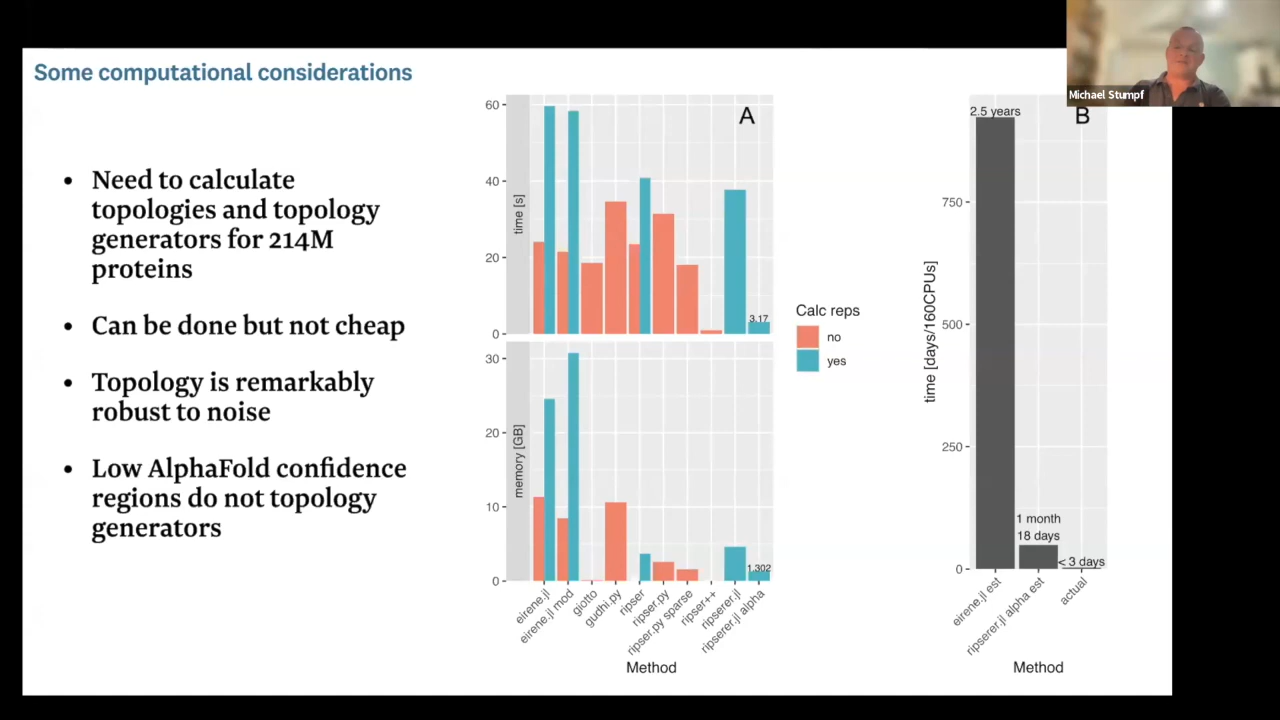 Some computational considerations
Michael Stumpf
• Need to calculate
topologies and topology
generators for 214M
proteins
• Can be done but not cheap
• Topology is remarkably
robust to noise
• Low AlphaFold confidence
regions do not topology
generators
A
time [s]
60
40
20
0
3.17
memory [GB]
30
20
10
0
1.302
eirene.jl
eirene.jl mod
giotto
gudhi.py
ripser
ripser.py
ripser.py sparse
ripser++
ripserer.jl
ripserer.jl alpha
Method
Calc reps
no
yes
B
2.5 years
time [days/160CPUs]
750
500
250
0
1 month
18 days
< 3 days
eirene.jl est
ripserer.jl alpha est
actual
Method